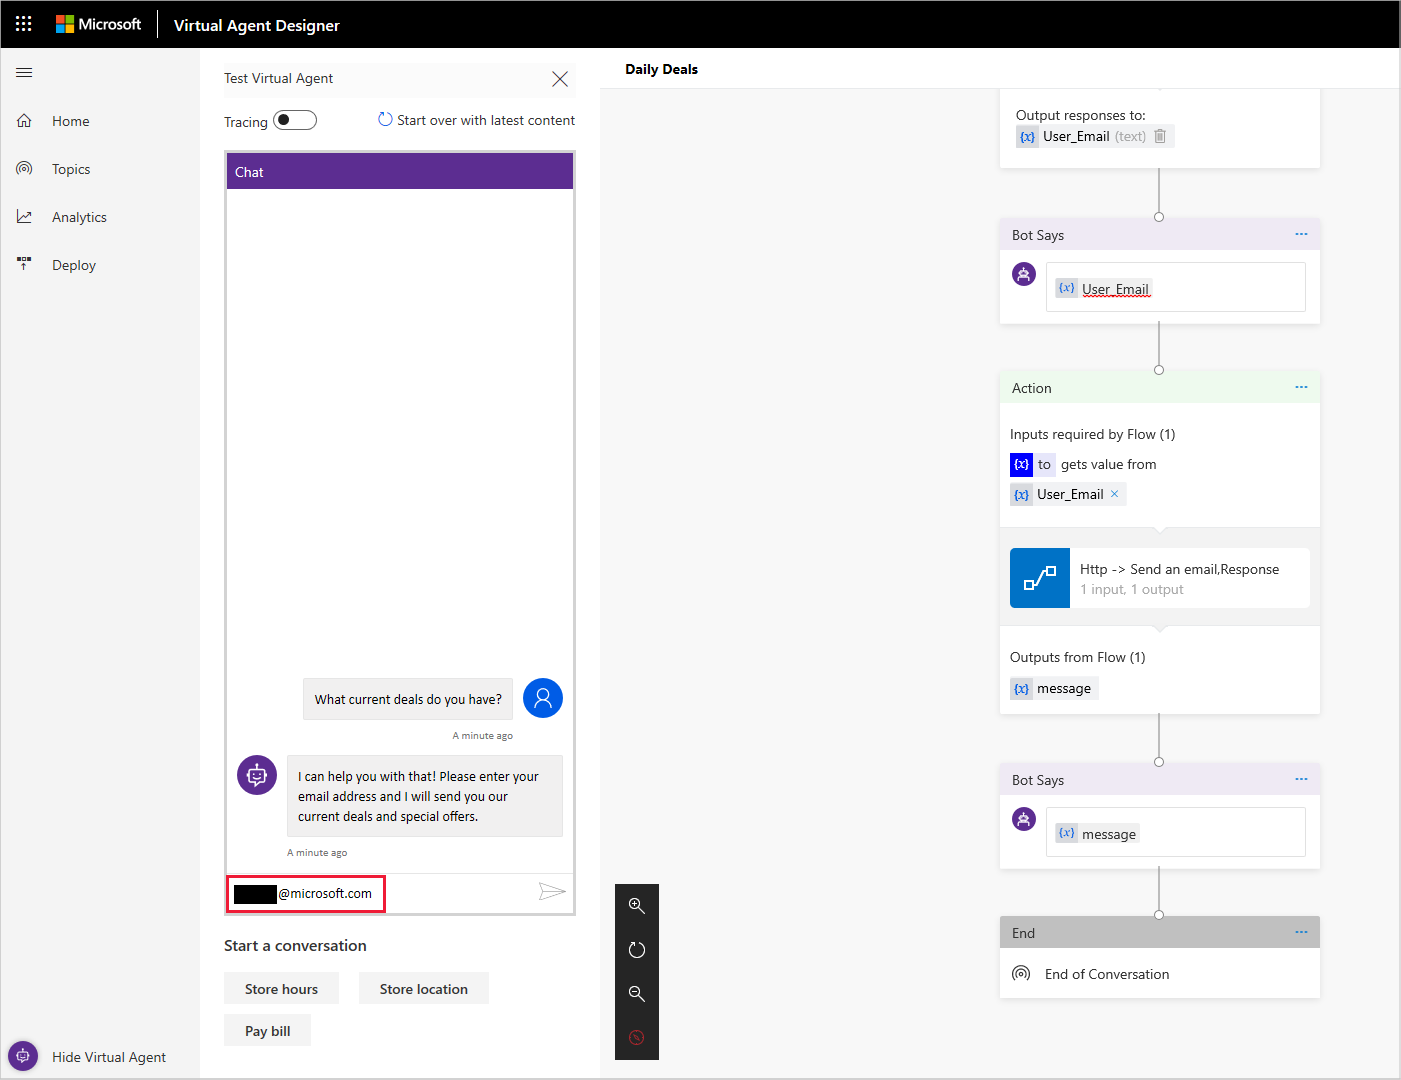 Microsoft
Virtual Agent Designer
Home
Topics
Analytics
Deploy
Hide Virtual Agent
Test Virtual Agent
Tracing
Start over with latest content
Chat
What current deals do you have?
A minute ago
I can help you with that! Please enter your
email address and I will send you our
current deals and special offers.
A minute ago
@microsoft.com
Start a conversation
Store hours
Store location
Pay bill
Daily Deals
Output responses to:
{x} User_Email (text)
Bot Says
{x} User_Email
Action
Inputs required by Flow (1)
{x} to gets value from
{x} User_Email
Http -> Send an email,Response
1 input, 1 output
Outputs from Flow (1)
{x} message
Bot Says
{x} message
End
End of Conversation